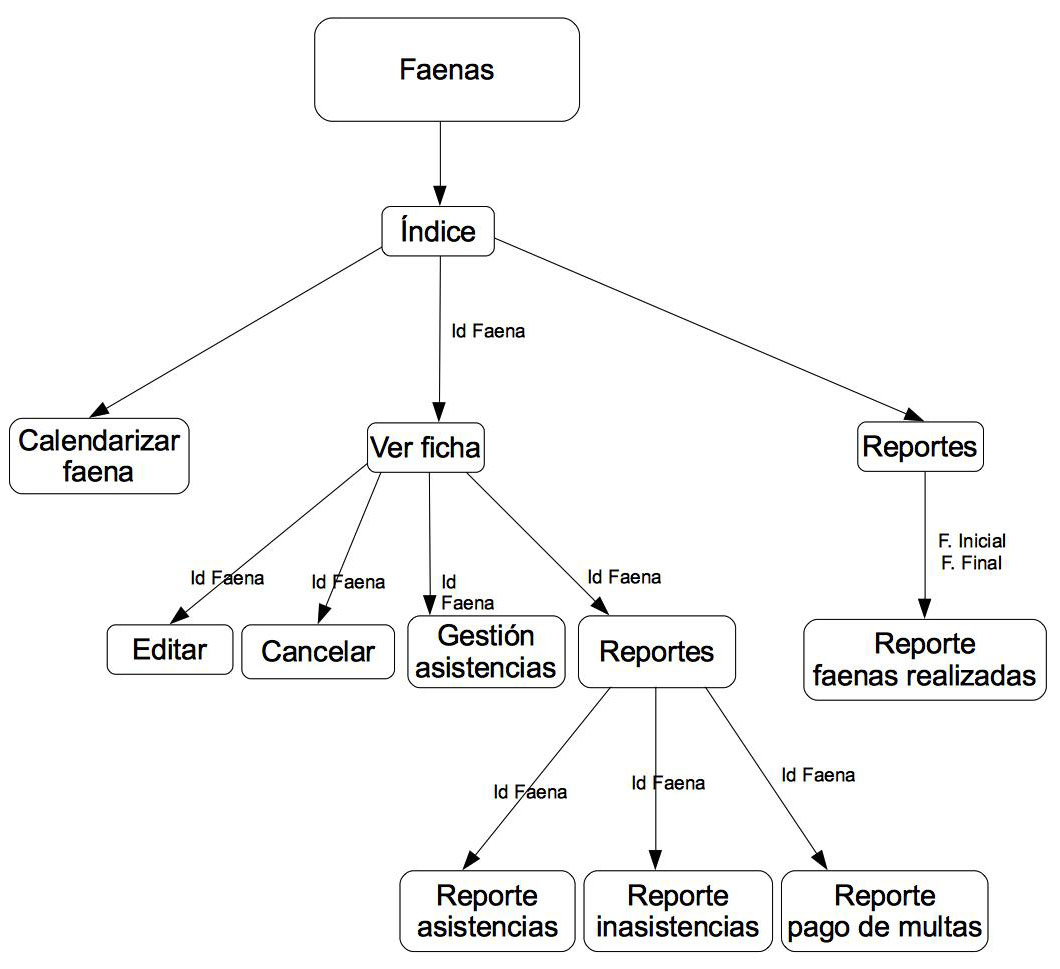 Faenas
Índice
Id Faena
Calendarizar
faena
Ver ficha
Reportes
F. Inicial
F. Final
Id Faena
Id Faena
Id
Faena
Id Faena
Editar
Cancelar
Gestión
asistencias
Reportes
Reporte
faenas realizadas
Id Faena
Id Faena
Id Faena
Reporte
asistencias
Reporte
inasistencias
Reporte
pago de multas